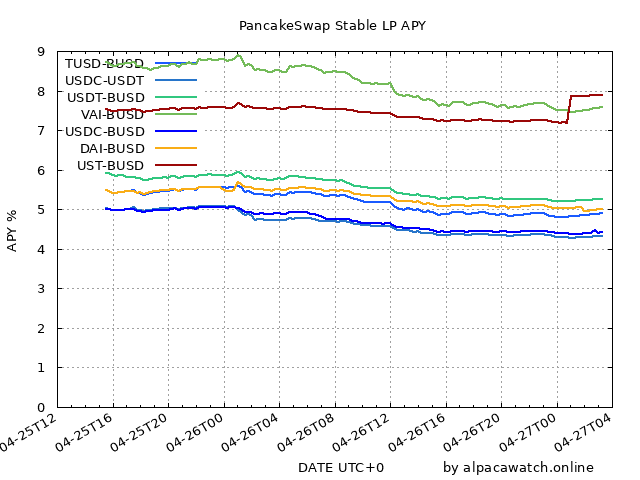 PancakeSwap Stable LP APY
APY %
9
8
7
6
5
4
3
2
1
0
TUSD-BUSD
USDC-USDT
USDT-BUSD
VAI-BUSD
USDC-BUSD
DAI-BUSD
UST-BUSD
04-25T12
04-25T16
04-25T20
04-26T00
04-26T04
04-26T08
04-26T12
04-26T16
04-26T20
04-27T00
04-27T04
DATE UTC+0
by alpacawatch.online